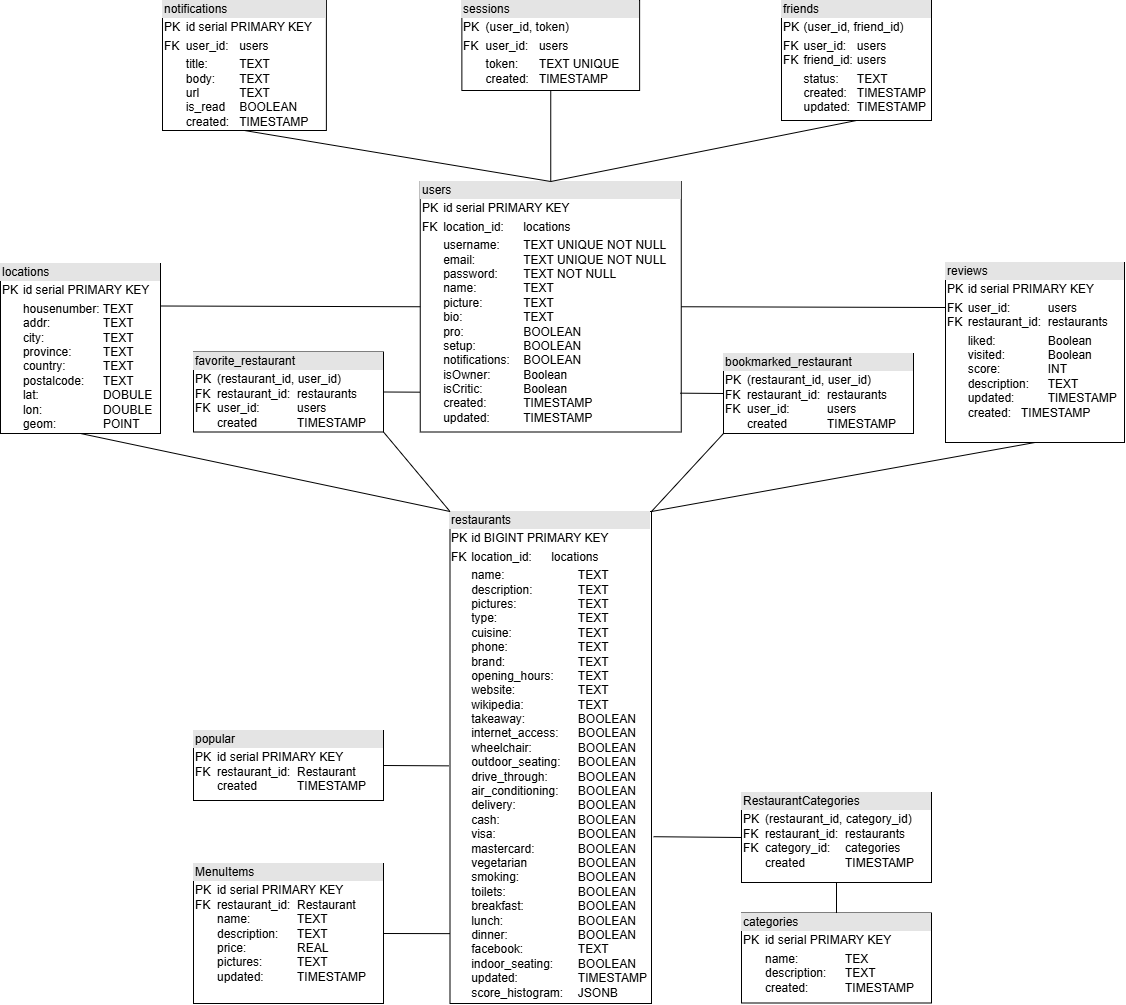 notifications
PK id serial PRIMARY KEY
FK user_id: users
title: TEXT
body: TEXT
url TEXT
is_read BOOLEAN
created: TIMESTAMP
sessions
PK (user_id, token)
FK user_id: users
token: TEXT UNIQUE
created: TIMESTAMP
friends
PK (user_id, friend_id)
FK user_id: users
FK friend_id: users
status: TEXT
created: TIMESTAMP
updated: TIMESTAMP
users
PK id serial PRIMARY KEY
FK location_id: locations
username: TEXT UNIQUE NOT NULL
email: TEXT UNIQUE NOT NULL
password: TEXT NOT NULL
name: TEXT
picture: TEXT
bio: TEXT
pro: BOOLEAN
setup: BOOLEAN
notifications: BOOLEAN
isOwner: Boolean
isCritic: Boolean
created: TIMESTAMP
updated: TIMESTAMP
locations
PK id serial PRIMARY KEY
housenumber: TEXT
addr: TEXT
city: TEXT
province: TEXT
country: TEXT
postalcode: TEXT
lat: DOBULE
lon: DOUBLE
geom: POINT
favorite_restaurant
PK (restaurant_id, user_id)
FK restaurant_id: restaurants
FK user_id: users
created TIMESTAMP
bookmarked_restaurant
PK (restaurant_id, user_id)
FK restaurant_id: restaurants
FK user_id: users
created TIMESTAMP
reviews
PK id serial PRIMARY KEY
FK user_id: users
FK restaurant_id: restaurants
liked: Boolean
visited: Boolean
score: INT
description: TEXT
updated: TIMESTAMP
created: TIMESTAMP
restaurants
PK id BIGINT PRIMARY KEY
FK location_id: locations
name: TEXT
description: TEXT
pictures: TEXT
type: TEXT
cuisine: TEXT
phone: TEXT
brand: TEXT
opening_hours: TEXT
website: TEXT
wikipedia: TEXT
takeaway: BOOLEAN
internet_access: BOOLEAN
wheelchair: BOOLEAN
outdoor_seating: BOOLEAN
drive_through: BOOLEAN
air_conditioning: BOOLEAN
delivery: BOOLEAN
cash: BOOLEAN
visa: BOOLEAN
mastercard: BOOLEAN
vegetarian BOOLEAN
smoking: BOOLEAN
toilets: BOOLEAN
breakfast: BOOLEAN
lunch: BOOLEAN
dinner: BOOLEAN
facebook: TEXT
indoor_seating: BOOLEAN
updated: TIMESTAMP
score_histogram: JSONB
popular
PK id serial PRIMARY KEY
FK restaurant_id: Restaurant
created TIMESTAMP
MenuItems
PK id serial PRIMARY KEY
FK restaurant_id: Restaurant
name: TEXT
description: TEXT
price: REAL
pictures: TEXT
updated: TIMESTAMP
RestaurantCategories
PK (restaurant_id, category_id)
FK restaurant_id: restaurants
FK category_id: categories
created TIMESTAMP
categories
PK id serial PRIMARY KEY
name: TEX
description: TEXT
created: TIMESTAMP